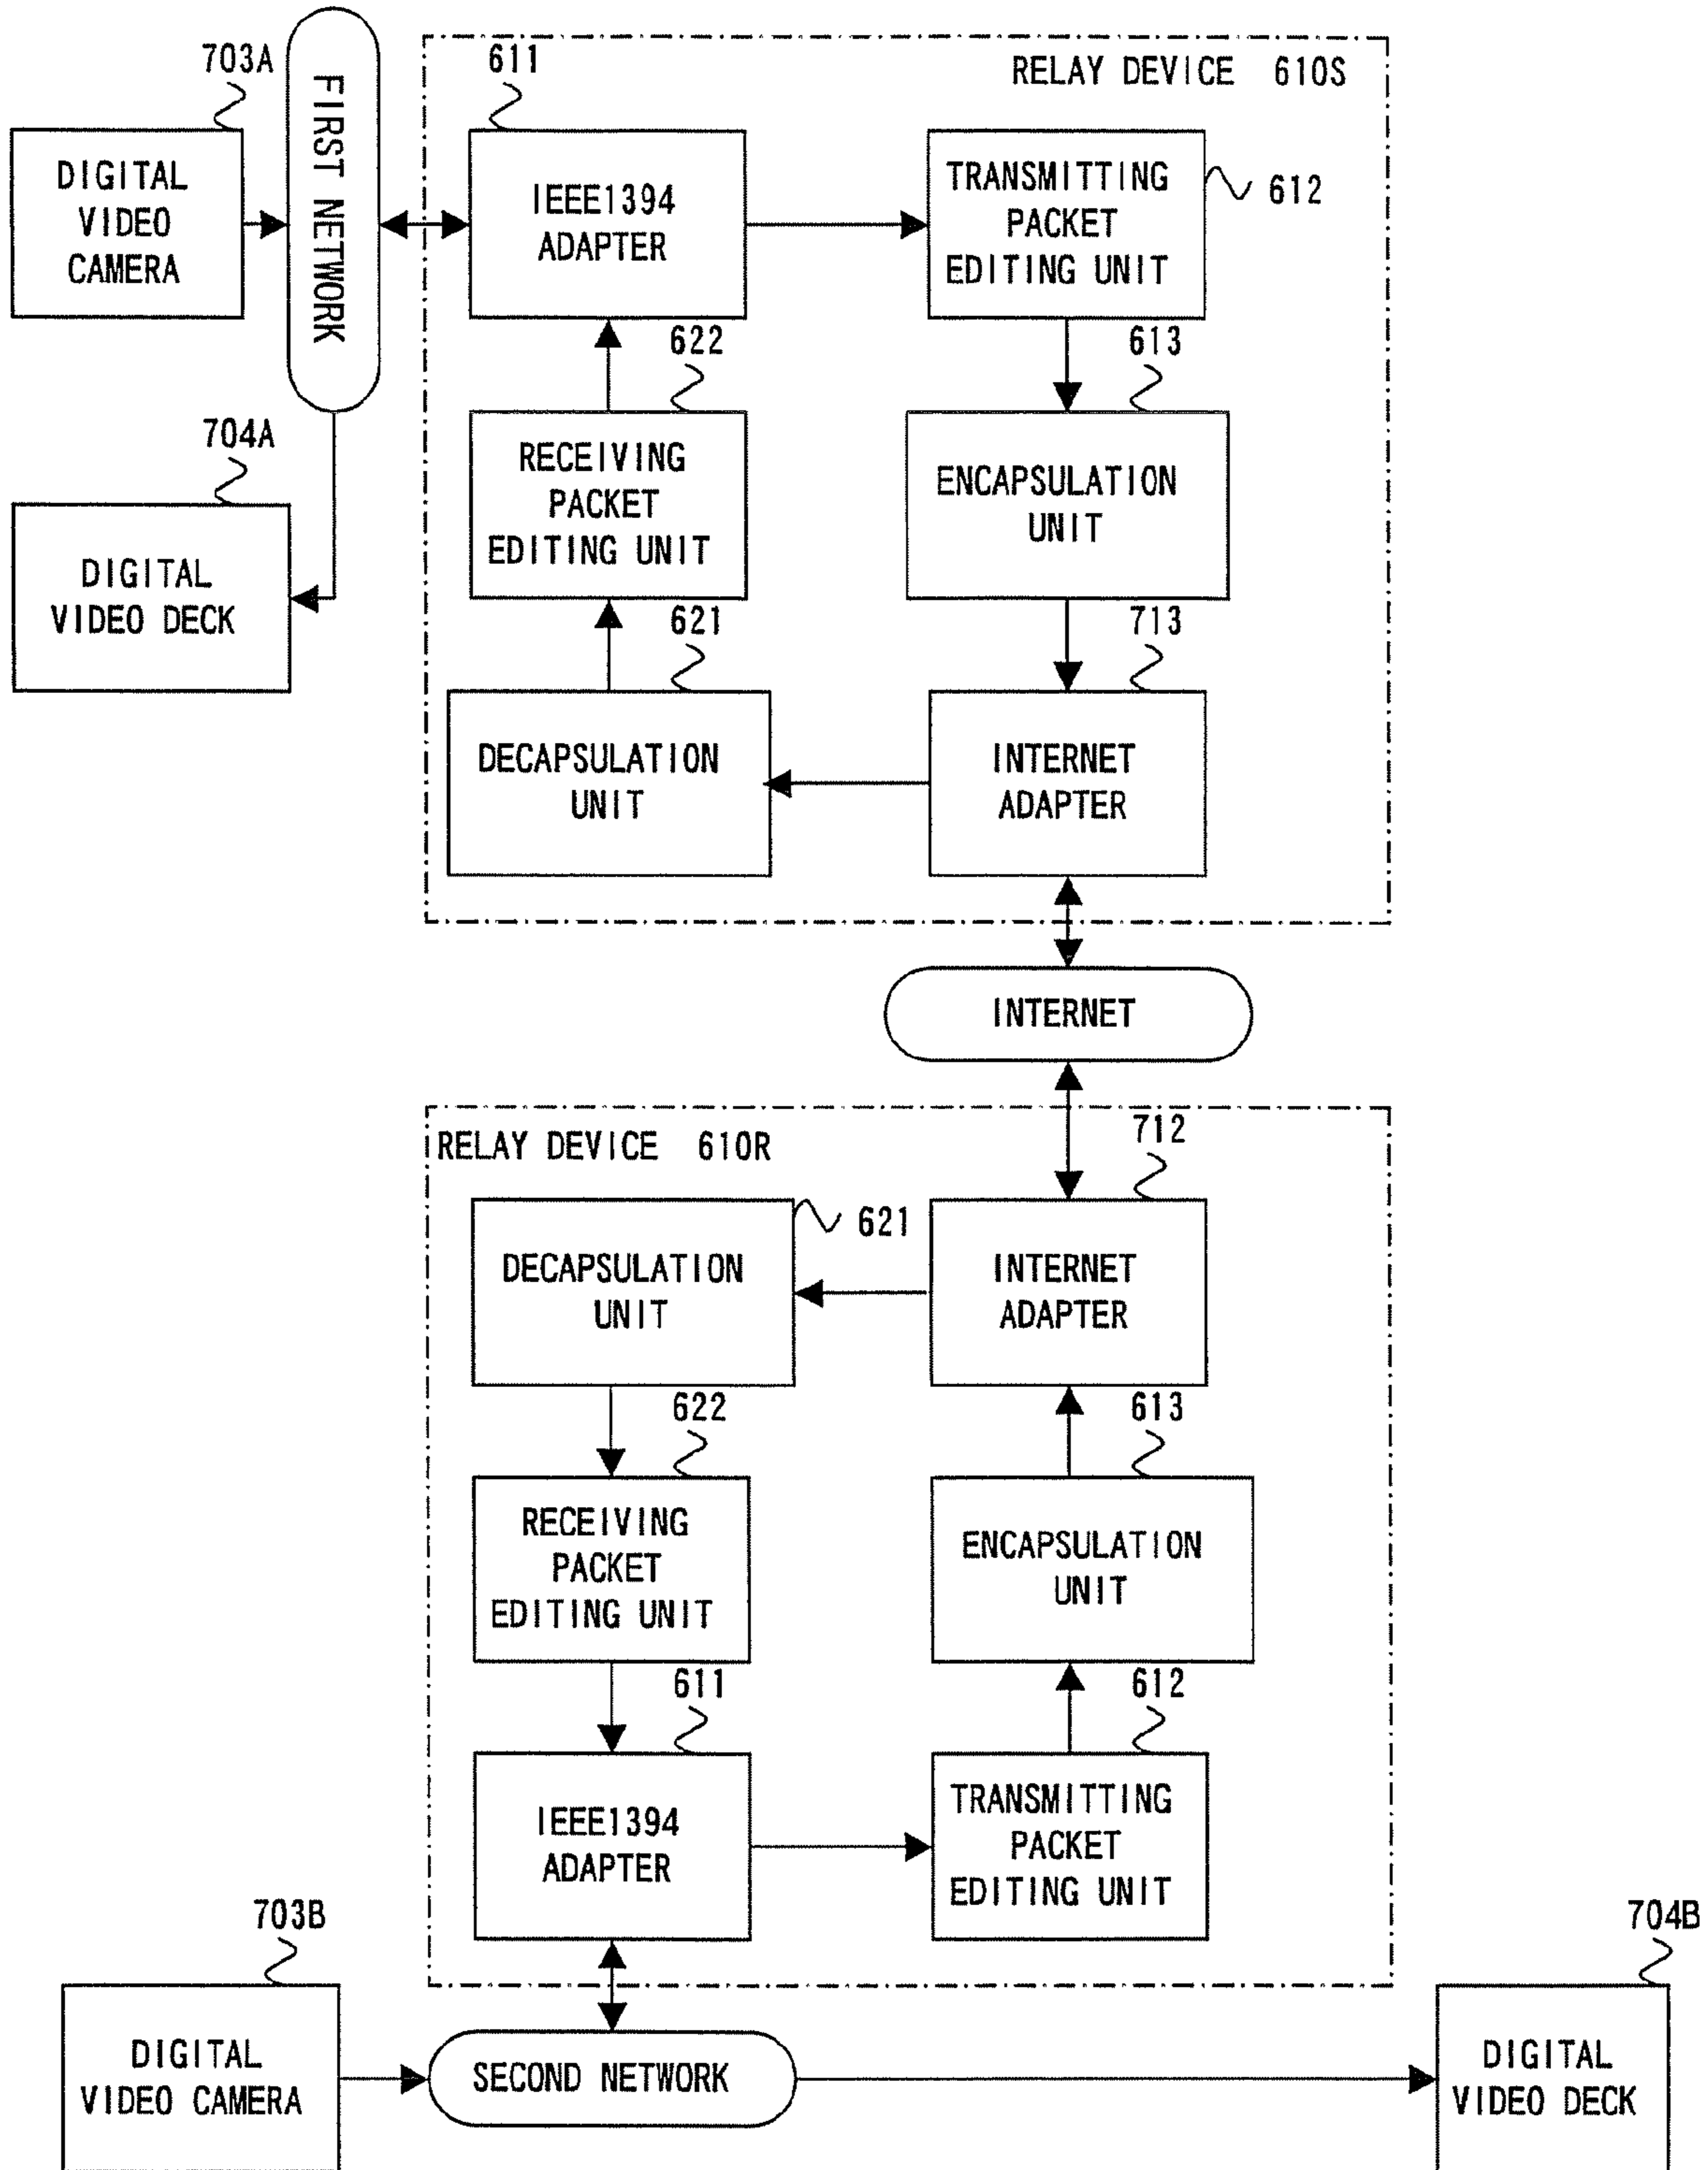 703A
FIRST NETWORK
611
RELAY DEVICE 610S
DIGITAL
VIDEO
CAMERA
IEEE1394
ADAPTER
TRANSMITTING
PACKET
EDITING UNIT
612
622
613
704A
RECEIVING
PACKET
EDITING UNIT
ENCAPSULATION
UNIT
DIGITAL
VIDEO DECK
621
713
DECAPSULATION
UNIT
INTERNET
ADAPTER
INTERNET
RELAY DEVICE 610R
712
DECAPSULATION
UNIT
621
INTERNET
ADAPTER
622
613
RECEIVING
PACKET
EDITING UNIT
ENCAPSULATION
UNIT
611
612
IEEE1394
ADAPTER
TRANSMITTING
PACKET
EDITING UNIT
703B
704B
DIGITAL
VIDEO CAMERA
SECOND NETWORK
DIGITAL
VIDEO DECK